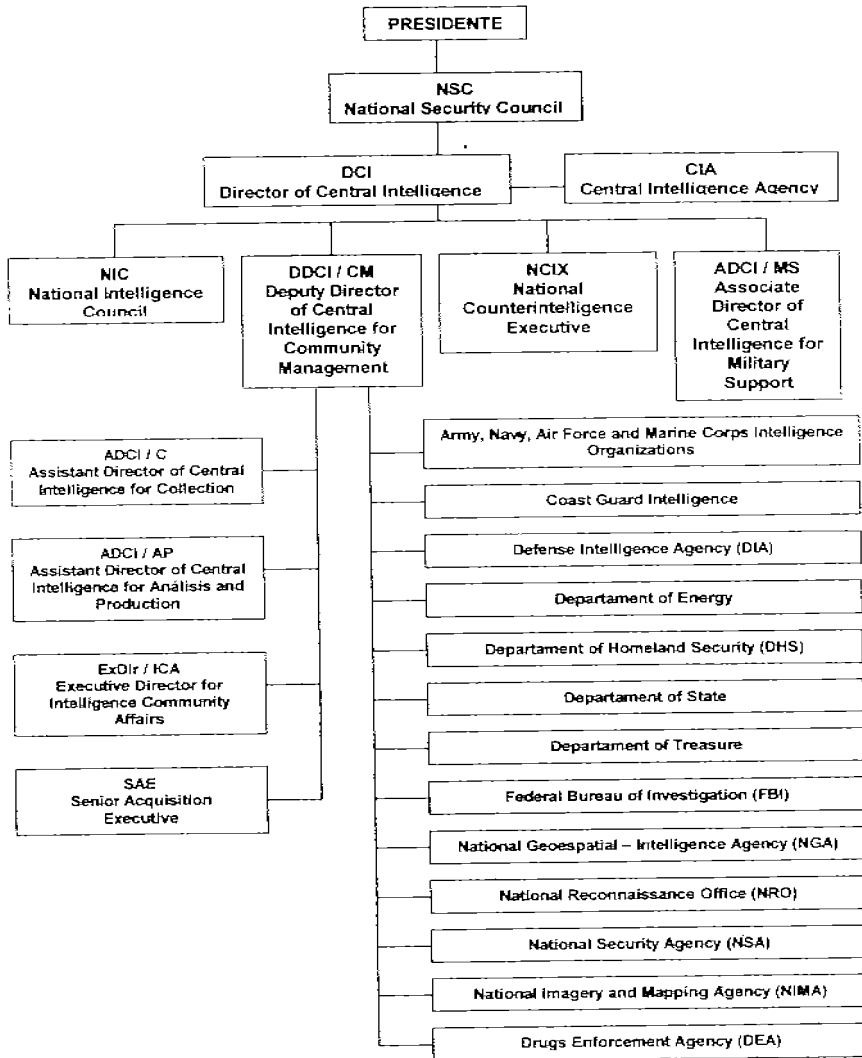 PRESIDENTE
NSC
National Security Council
DCI
Director of Central Intelligence
CIA
Central Intelligence Agency
NIC
National Intelligence
Council
DDCI / CM
Deputy Director
of Central
Intelligence for
Community
Management
NCIX
National
Counterintelligence
Executive
ADCI / MS
Associate
Director of
Central
Intelligence for
Military
Support
ADCI / C
Assistant Director of Central
Intelligence for Collection
ADCI / AP
Assistant Director of Central
Intelligence for Análisis and
Production
ExDir / ICA
Executive Director for
Intelligence Community
Affairs
SAE
Senior Acquisition
Executive
Army, Navy, Air Force and Marine Corps Intelligence
Organizations
Coast Guard Intelligence
Defense Intelligence Agency (DIA)
Departament of Energy
Departament of Homeland Security (DHS)
Departament of State
Departament of Treasure
Federal Bureau of Investigation (FBI)
National Geoespatial – Intelligence Agency (NGA)
National Reconnaissance Office (NRO)
National Security Agency (NSA)
National Imagery and Mapping Agency (NIMA)
Drugs Enforcement Agency (DEA)